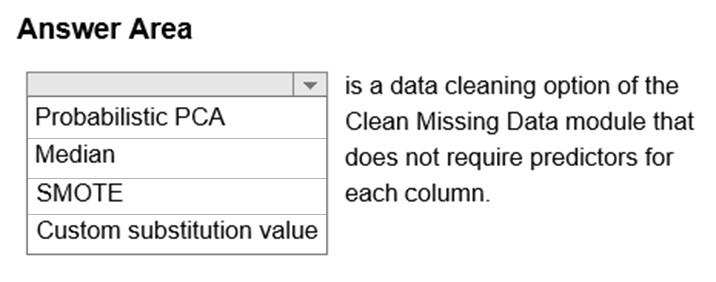 Answer Area
Probabilistic PCA
Median
SMOTE
Custom substitution value
is a data cleaning option of the
Clean Missing Data module that
does not require predictors for
each column.